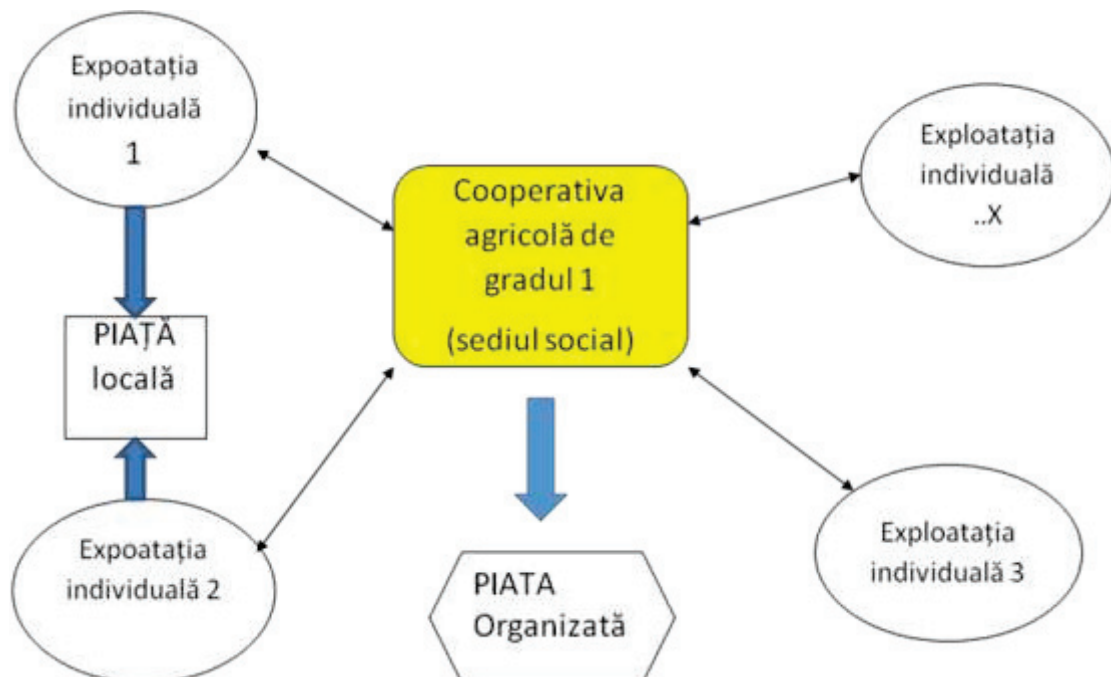 Expoatația
individuală
1
Exploatația
individuală
..X
Cooperativa
agricolă de
gradul 1
(sediul social)
PIAȚĂ
locală
Expoatația
individuală 2
PIATA
Organizată
Exploatația
individuală 3